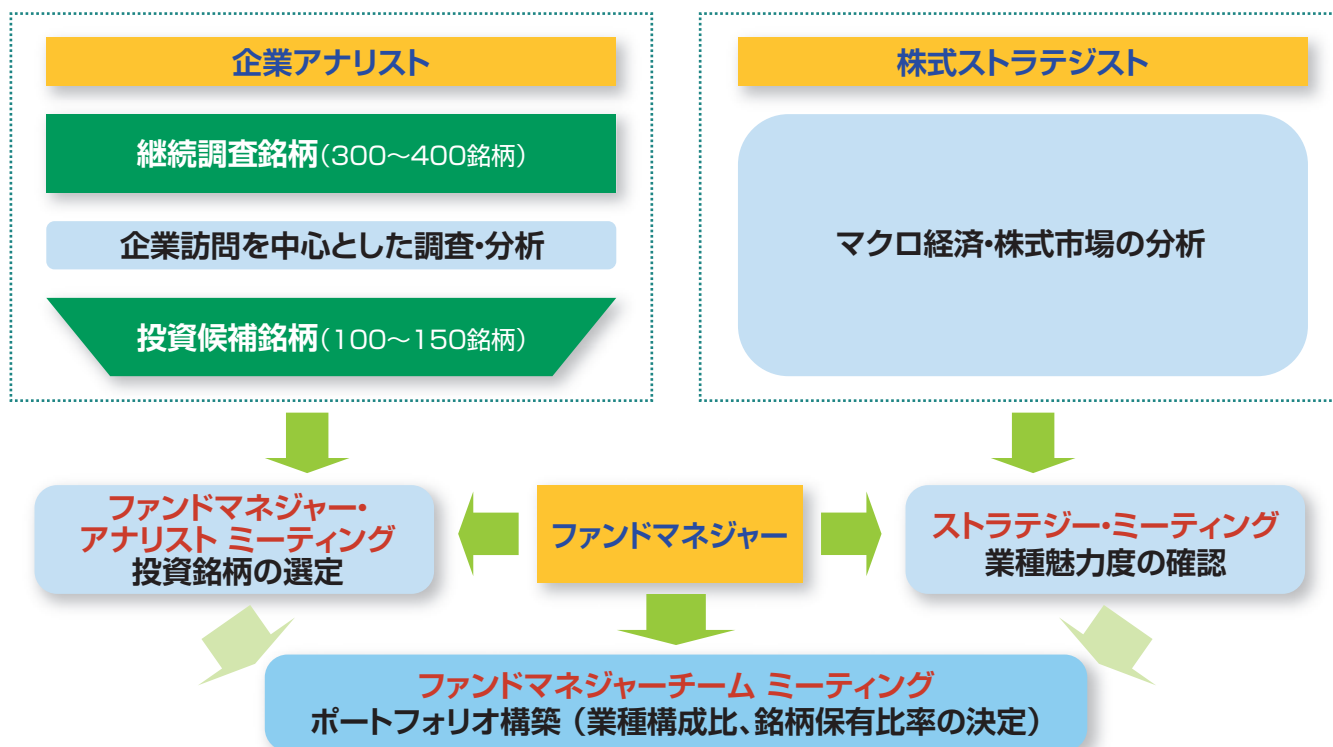 企業アナリスト
継続調査銘柄(300〜400銘柄)
企業訪問を中心とした調査・分析
投資候補銘柄(100〜150銘柄)
株式ストラテジスト
マクロ経済・株式市場の分析
ファンドマネジャー・
アナリスト ミーティング
投資銘柄の選定
ファンドマネジャー
ストラテジー・ミーティング
業種魅力度の確認
ファンドマネジャーチーム ミーティング
ポートフォリオ構築（業種構成比、銘柄保有比率の決定）